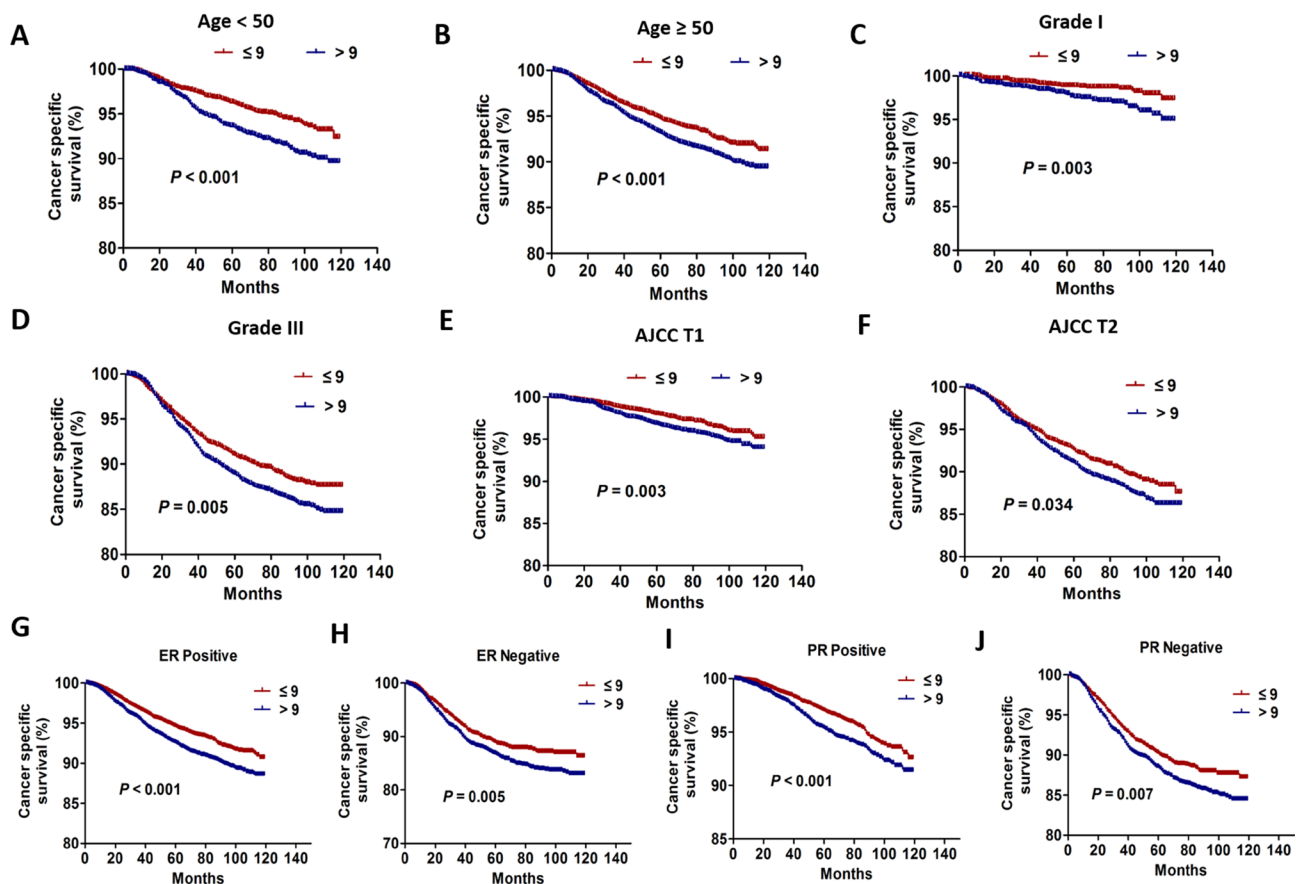 A
Age < 50
≤ 9
> 9
Cancer specific
survival (%)
100
95
90
85
80
P < 0.001
0 20 40 60 80 100 120 140
Months
B
Age ≥ 50
≤ 9
> 9
Cancer specific
survival (%)
100
95
90
85
80
P < 0.001
0 20 40 60 80 100 120 140
Months
C
Grade I
≤ 9
> 9
Cancer specific
survival (%)
100
95
90
85
80
P = 0.003
0 20 40 60 80 100 120 140
Months
D
Grade III
≤ 9
> 9
Cancer specific
survival (%)
100
95
90
85
80
P = 0.005
0 20 40 60 80 100 120 140
Months
E
AJCC T1
≤ 9
> 9
Cancer specific
survival (%)
100
95
90
85
80
P = 0.003
0 20 40 60 80 100 120 140
Months
F
AJCC T2
≤ 9
> 9
Cancer specific
survival (%)
100
95
90
85
80
P = 0.034
0 20 40 60 80 100 120 140
Months
G
ER Positive
≤ 9
> 9
Cancer specific
survival (%)
100
95
90
85
80
P < 0.001
0 20 40 60 80 100 120 140
Months
H
ER Negative
≤ 9
> 9
Cancer specific
survival (%)
100
90
80
70
P = 0.005
0 20 40 60 80 100 120 140
Months
I
PR Positive
≤ 9
> 9
Cancer specific
survival (%)
100
95
90
85
P < 0.001
0 20 40 60 80 100 120 140
Months
J
PR Negative
≤ 9
> 9
Cancer specific
survival (%)
100
95
90
85
80
P = 0.007
0 20 40 60 80 100 120 140
Months